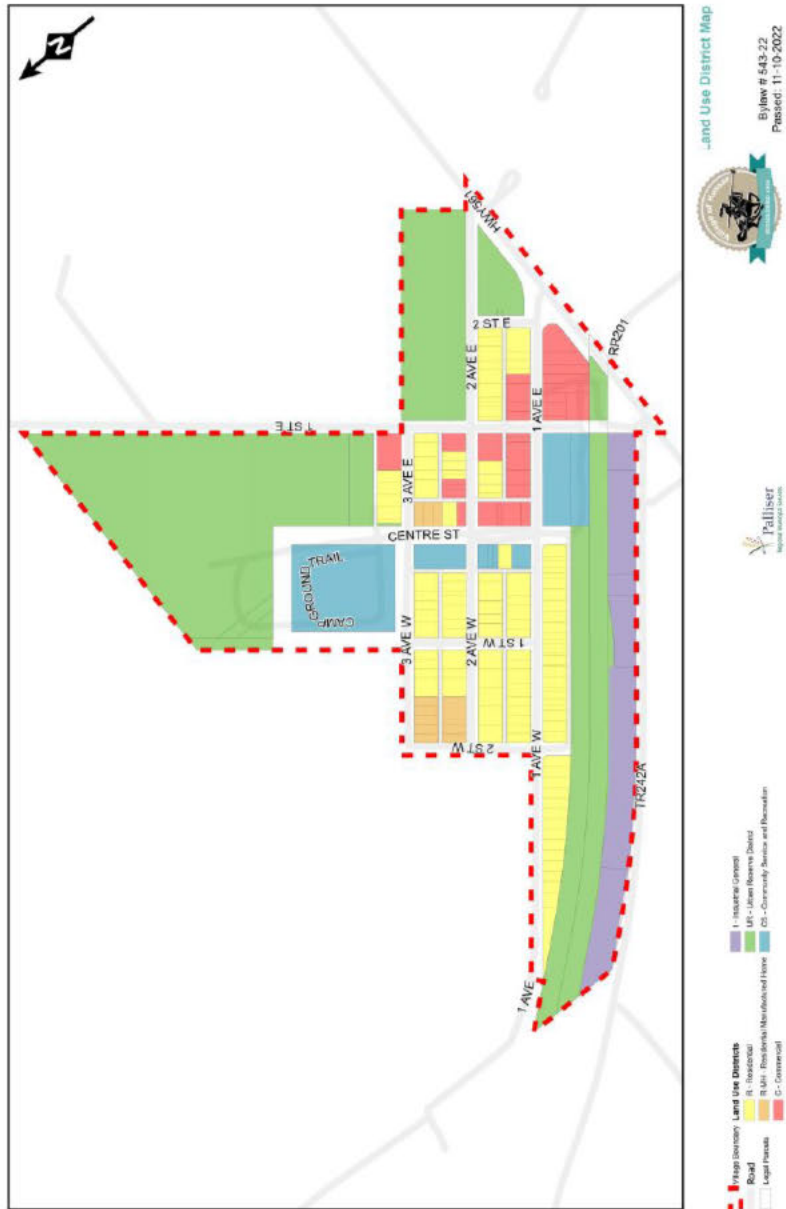 Land Use District Map
Bylaw # 543-22
Passed: 11-10-2022
N
HWY561
RR201
2 ST E
2 AVE E
1 AVE E
1 ST E
3 AVE E
CENTRE ST
CAMP
GROUND
TRAIL
3 AVE W
2 AVE W
1 ST W
2 ST W
1 AVE W
TR242A
1 AVE
Palliser
Village Boundary
Road
Legal Parcels
Land Use Districts
R - Residential
R-MH - Residential Manufactured Home
C - Commercial
I - Industrial General
UR - Urban Reserve District
CS - Community Service and Recreation